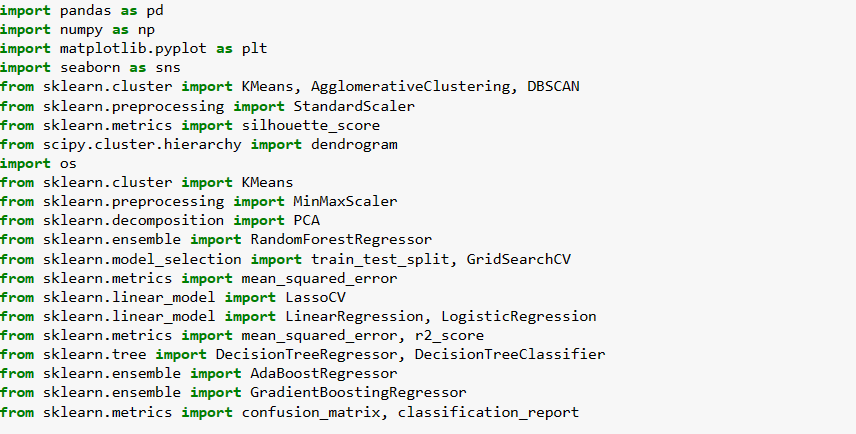 import pandas as pd
import numpy as np
import matplotlib.pyplot as plt
import seaborn as sns
from sklearn.cluster import KMeans, AgglomerativeClustering, DBSCAN
from sklearn.preprocessing import StandardScaler
from sklearn.metrics import silhouette_score
from scipy.cluster.hierarchy import dendrogram
import os
from sklearn.cluster import KMeans
from sklearn.preprocessing import MinMaxScaler
from sklearn.decomposition import PCA
from sklearn.ensemble import RandomForestRegressor
from sklearn.model_selection import train_test_split, GridSearchCV
from sklearn.metrics import mean_squared_error
from sklearn.linear_model import LassoCV
from sklearn.linear_model import LinearRegression, LogisticRegression
from sklearn.metrics import mean_squared_error, r2_score
from sklearn.tree import DecisionTreeRegressor, DecisionTreeClassifier
from sklearn.ensemble import AdaBoostRegressor
from sklearn.ensemble import GradientBoostingRegressor
from sklearn.metrics import confusion_matrix, classification_report